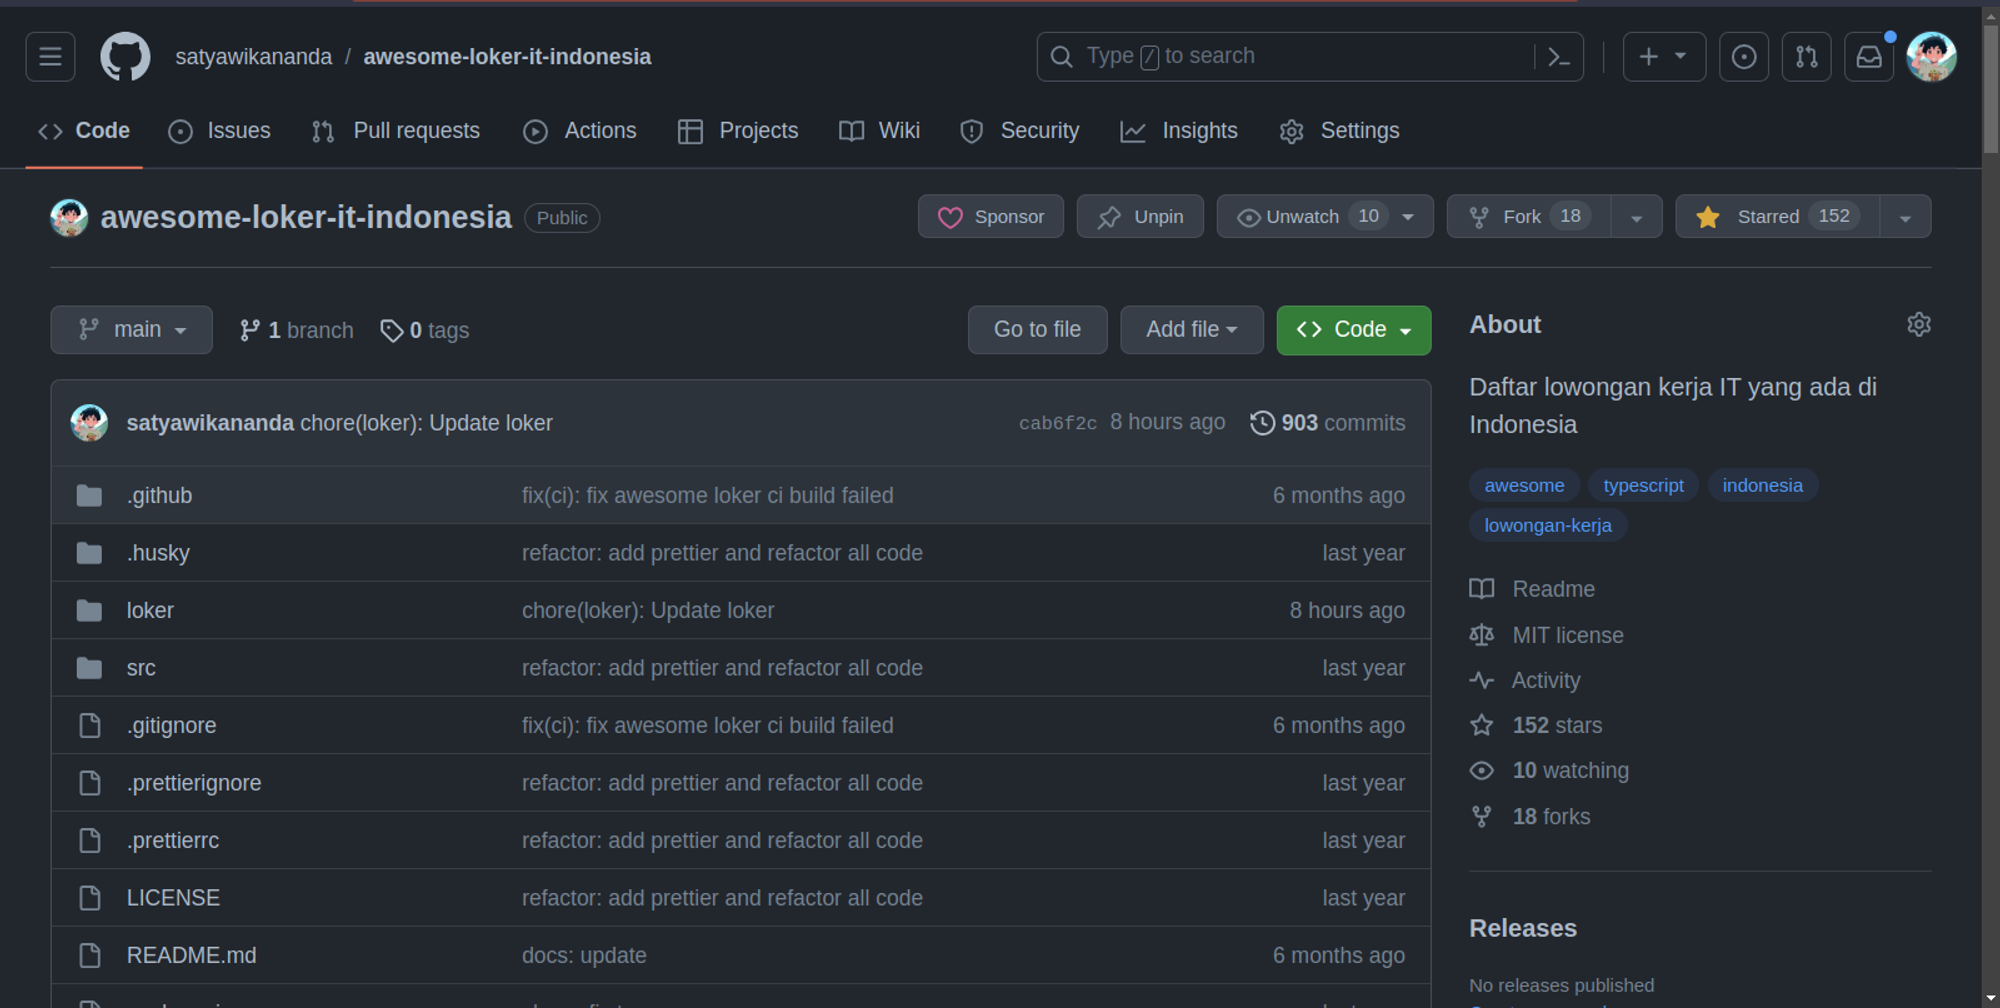 satyawikananda / awesome-loker-it-indonesia
Type / to search
Code Issues Pull requests Actions Projects Wiki Security Insights Settings
awesome-loker-it-indonesia Public
Sponsor Unpin Unwatch 10 Fork 18 Starred 152
main 1 branch 0 tags Go to file Add file Code
satyawikananda chore(loker): Update loker cab6f2c 8 hours ago 903 commits
.github fix(ci): fix awesome loker ci build failed 6 months ago
.husky refactor: add prettier and refactor all code last year
loker chore(loker): Update loker 8 hours ago
src refactor: add prettier and refactor all code last year
.gitignore fix(ci): fix awesome loker ci build failed 6 months ago
.prettierignore refactor: add prettier and refactor all code last year
.prettierrc refactor: add prettier and refactor all code last year
LICENSE refactor: add prettier and refactor all code last year
README.md docs: update 6 months ago
About
Daftar lowongan kerja IT yang ada di
Indonesia
awesome typescript indonesia
lowongan-kerja
Readme
MIT license
Activity
152 stars
10 watching
18 forks
Releases
No releases published